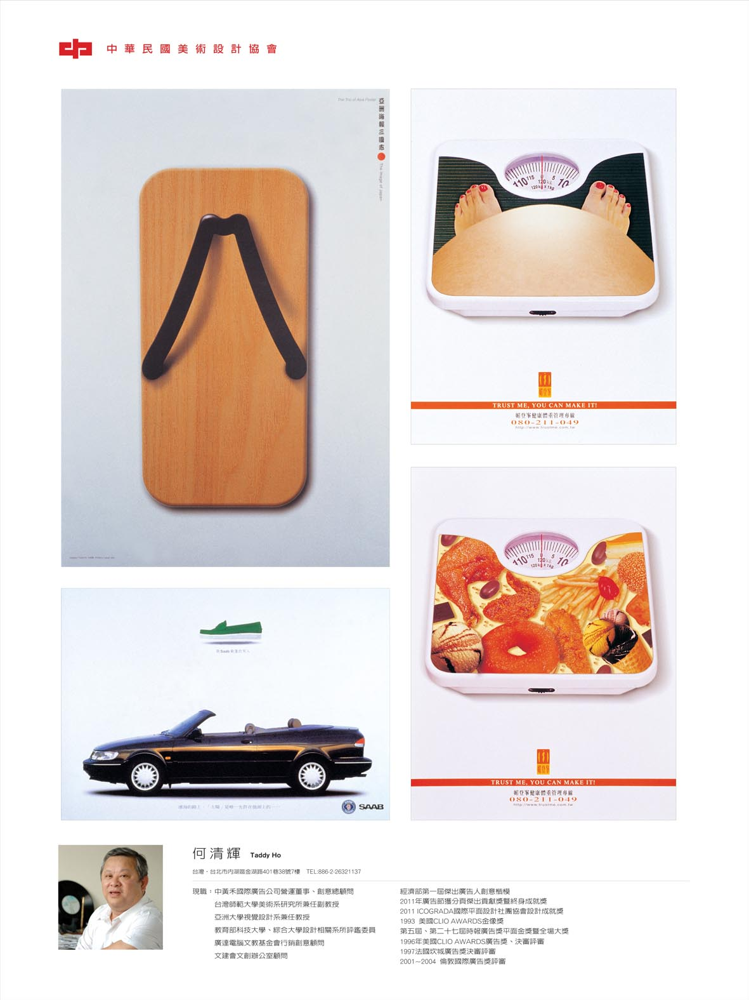 中華民國美術設計協會
The Trio of Asia Poster
亞洲海報三國志
The Image of Japan
115
0
5
110
120kg
10
120kg x 1kg
媚登峯
TRUST ME, YOU CAN MAKE IT!
媚登峯健康體重管理專線
080-211-049
http://www.trustme.com.tw
115
0
5
110
120kg
10
120kg x 1kg
媚登峯
TRUST ME, YOU CAN MAKE IT!
媚登峯健康體重管理專線
080-211-049
http://www.trustme.com.tw
SAAB
何清輝 Taddy Ho
台灣・台北市內湖區金湖路401巷38號7樓 TEL:886-2-26321137
現職：中黃禾國際廣告公司營運董事、創意總顧問
台灣師範大學美術系研究所兼任副教授
亞洲大學視覺設計系兼任教授
教育部科技大學、綜合大學設計相關系所評鑑委員
廣達電腦文教基金會行銷創意顧問
文建會文創辦公室顧問
經濟部第一屆傑出廣告人創意楷模
2011年廣告節獲分頁傑出貢獻獎暨終身成就獎
2011 ICOGRADA國際平面設計社團協會設計成就獎
1993 美國CLIO AWARDS金像獎
第五屆、第二十七屆時報廣告獎平面金獎暨全場大獎
1996年美國CLIO AWARDS廣告獎、決審評審
1997法國坎城廣告獎決審評審
2001~2004 倫敦國際廣告獎評審